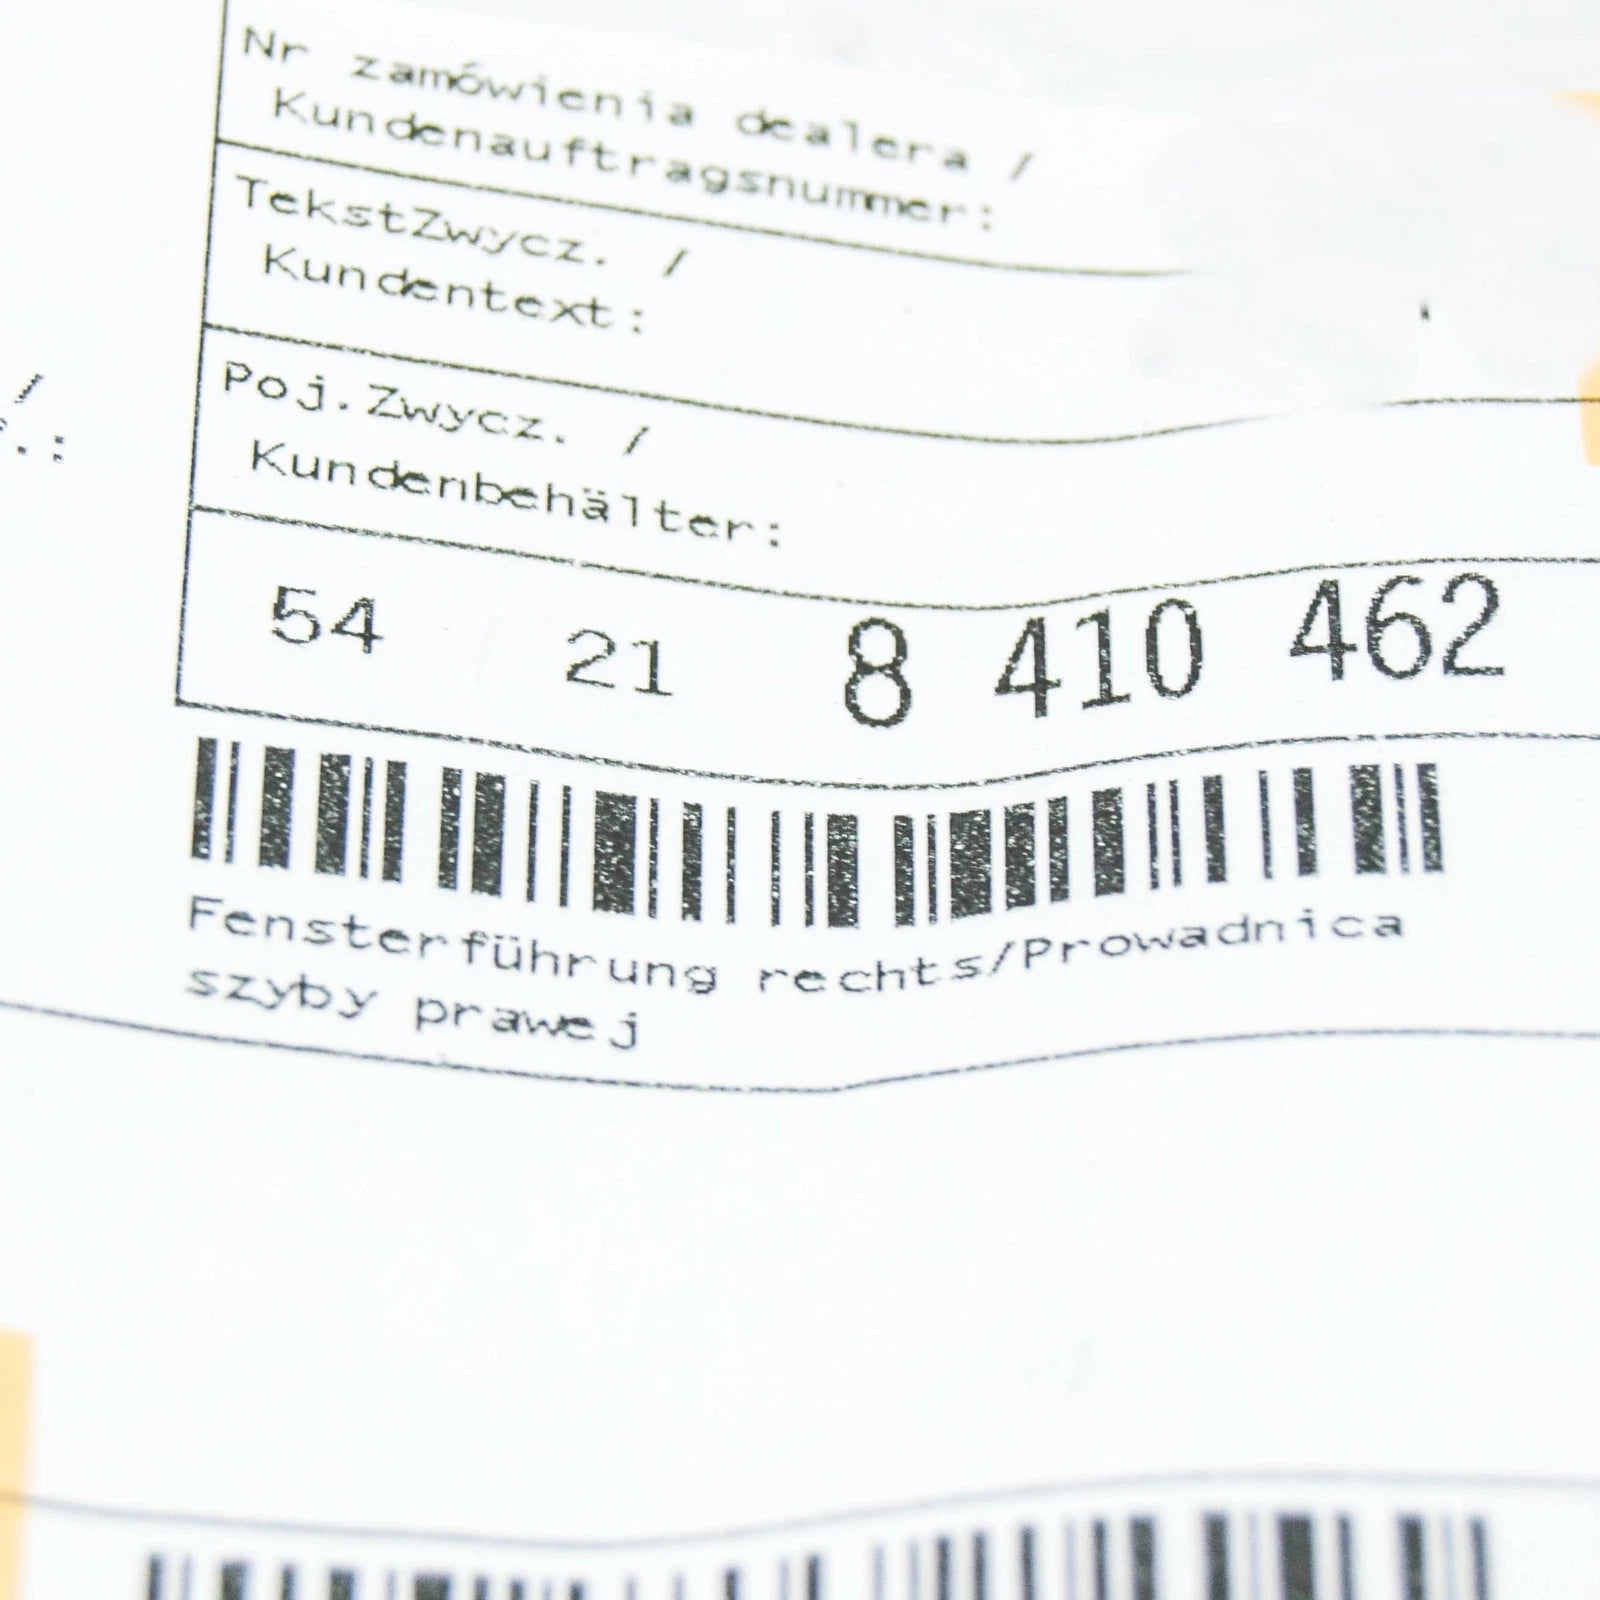 Nr zamówienia dealera /
Kundenauftragsnummer:
TekstZwycz. /
Kundentext:
Poj.Zwycz. /
Kundenbehälter:
/
.:
54 21 8 410 462
Fensterführung rechts/Prowadnica
szyby prawej